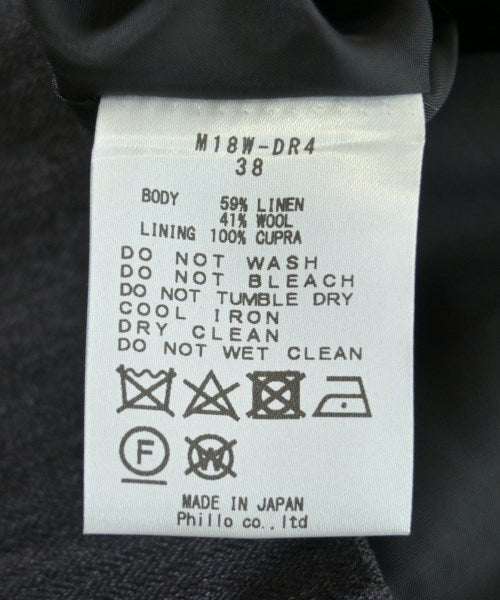 M18W-DR4
38
BODY 59% LINEN
41% WOOL
LINING 100% CUPRA
DO NOT WASH
DO NOT BLEACH
DO NOT TUMBLE DRY
COOL IRON
DRY CLEAN
DO NOT WET CLEAN
F W
MADE IN JAPAN
Phillo co., ltd